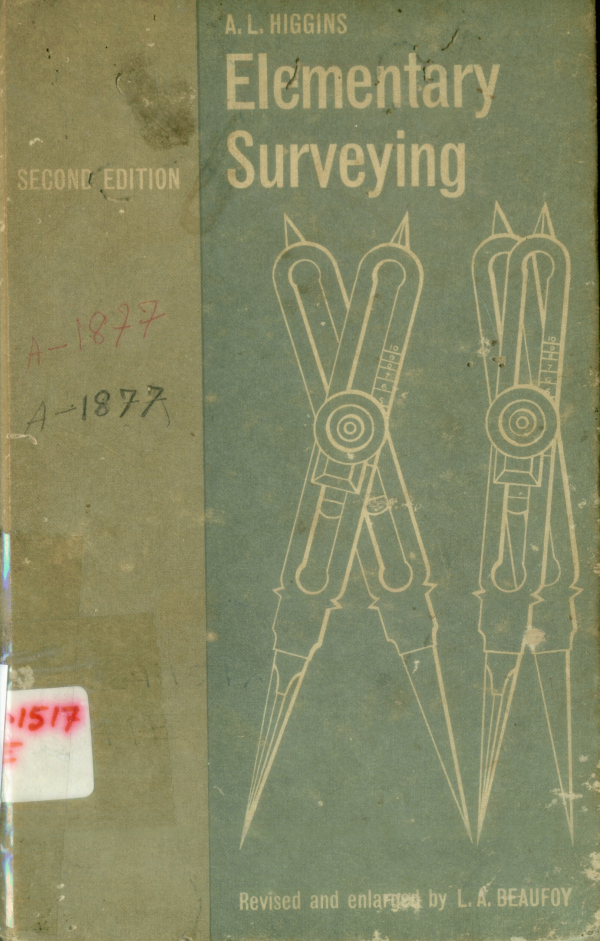 A. L. HIGGINS
Elementary
Surveying
SECOND EDITION
A-1877
A-1877
-1517
E
Revised and enlarged by L. A. BEAUFOY